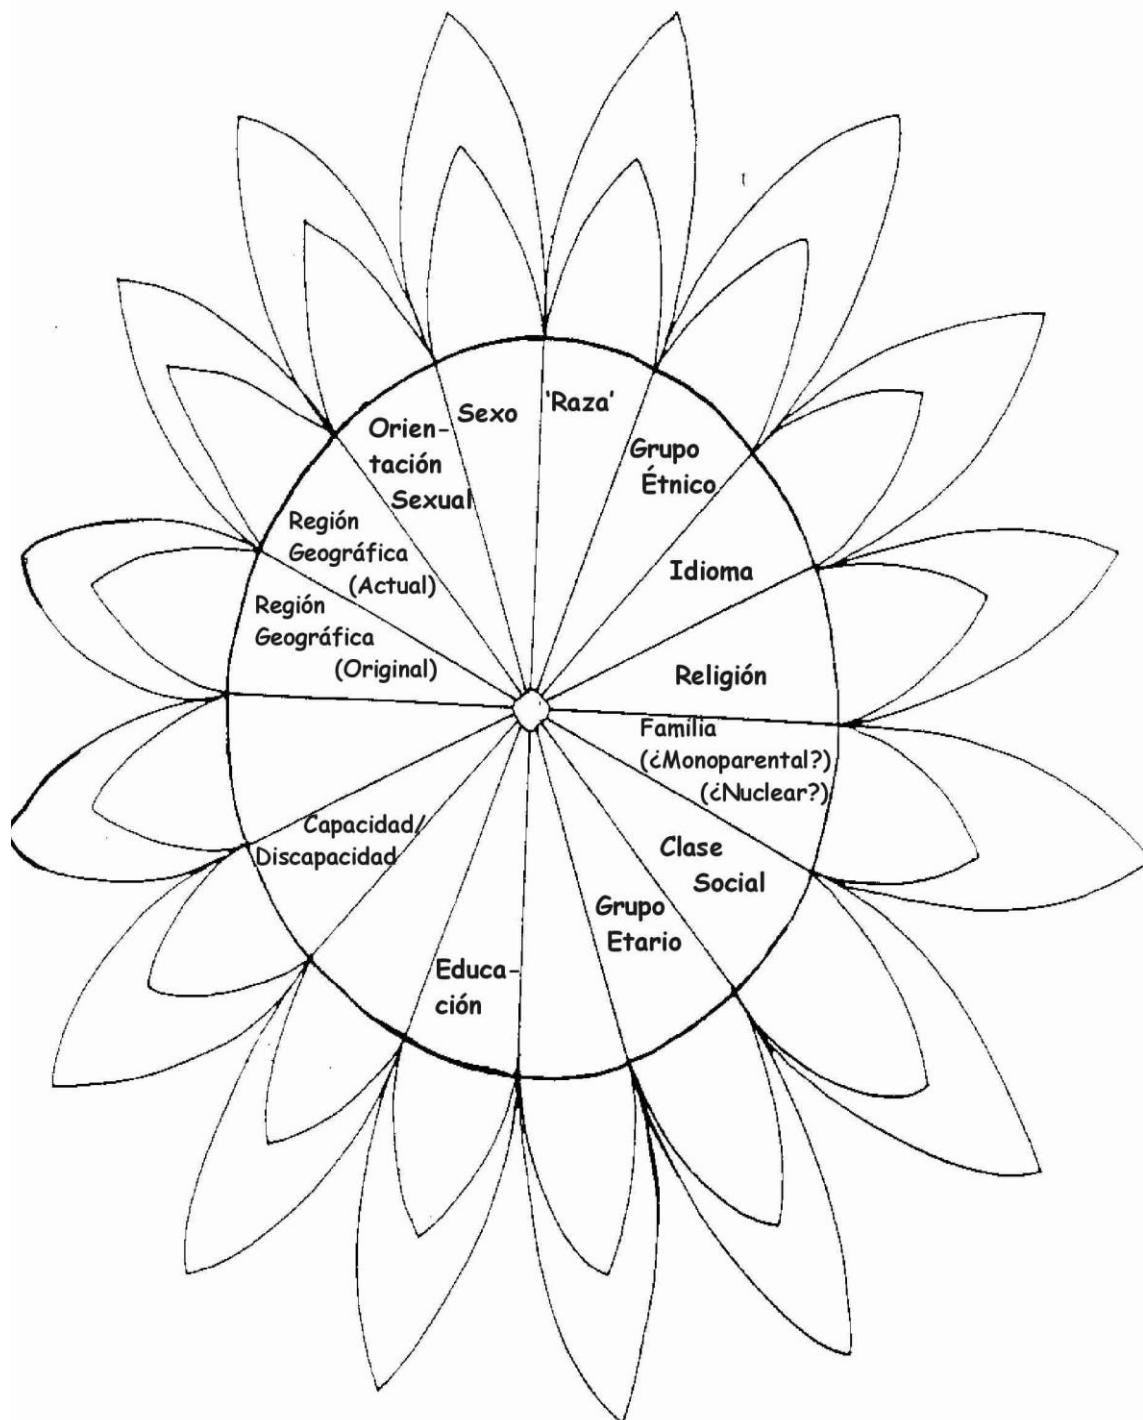 'Raza'
Grupo
Étnico
Idioma
Religión
Familia
(¿Monoparental?)
(¿Nuclear?)
Clase
Social
Grupo
Etario
Educa-
ción
Capacidad/
Discapacidad
Región
Geográfica
(Original)
Región
Geográfica
(Actual)
Orien-
tación
Sexual
Sexo